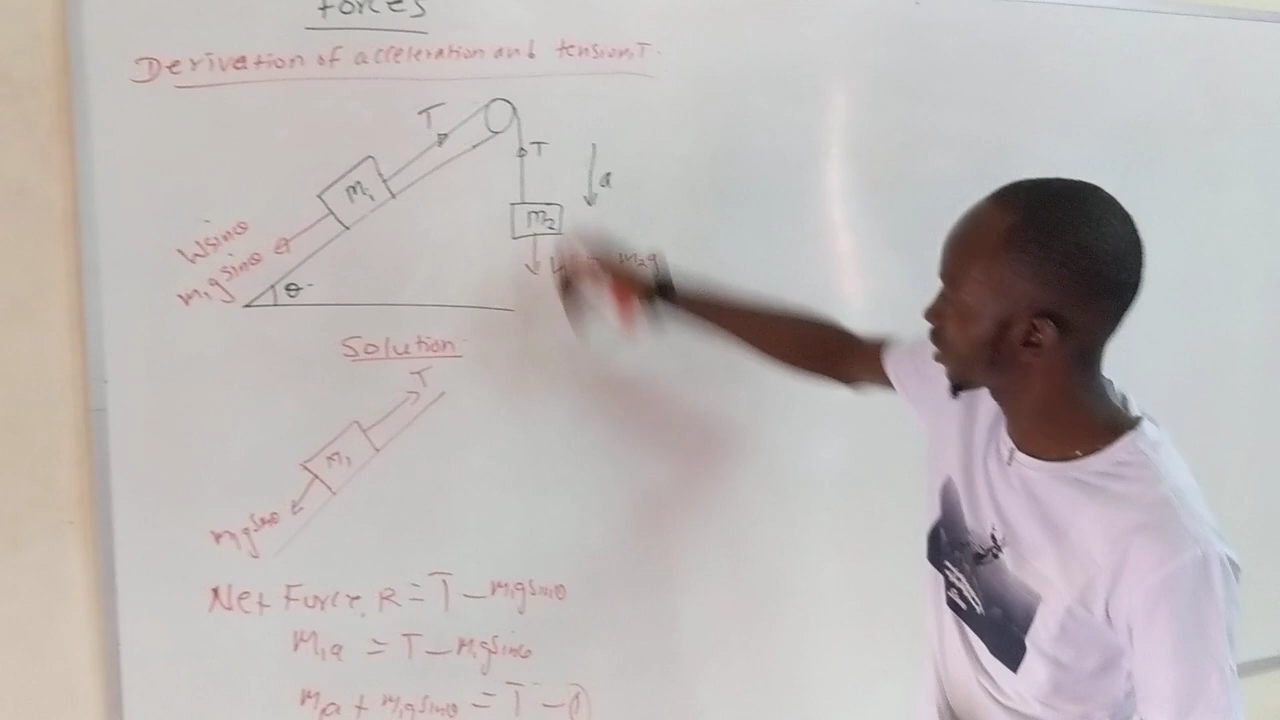 Forces
Derivation of acceleration and tension, T.
T
T
a
m₁
m₂
Wsinθ
m₁gsinθ
m₂g
θ
Solution
T
m₁
m₁gsinθ
Net Force, R = T - m₁gsinθ
m₁a = T - m₁gsinθ
m₁a + m₁gsinθ = T - ①